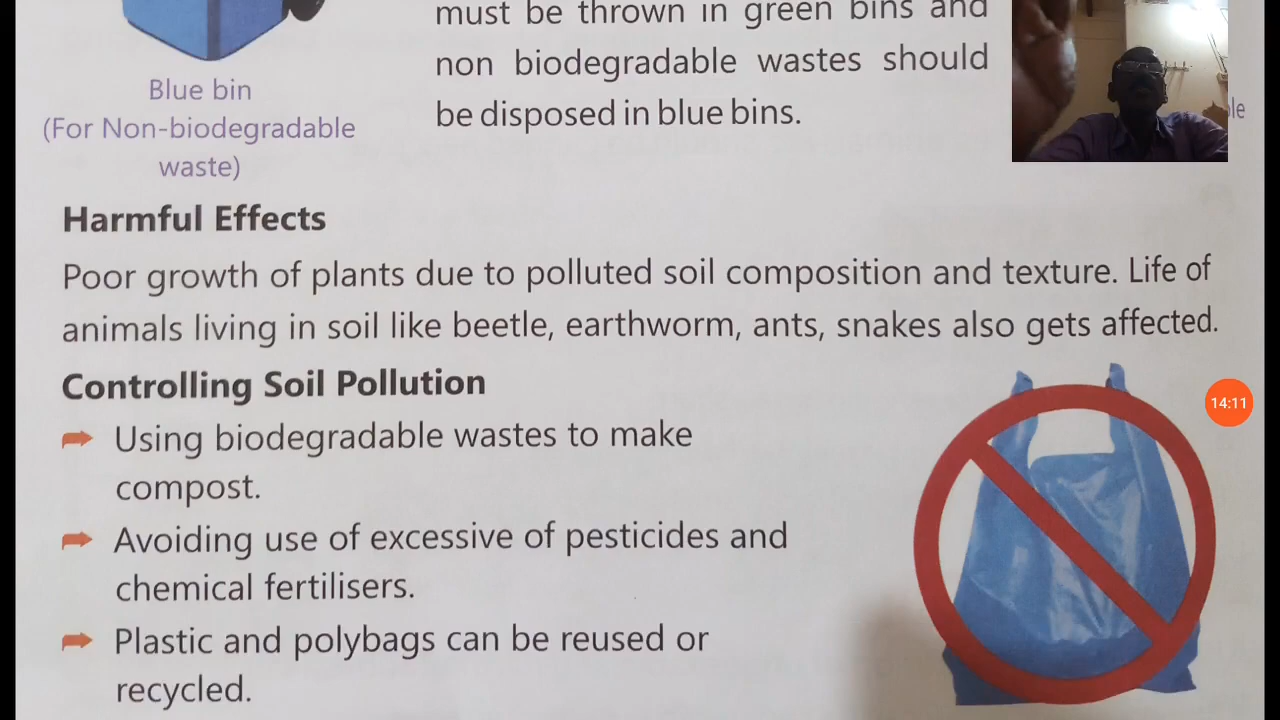 must be thrown in green bins and
non biodegradable wastes should
be disposed in blue bins.
Blue bin
(For Non-biodegradable
waste)
Harmful Effects
Poor growth of plants due to polluted soil composition and texture. Life of
animals living in soil like beetle, earthworm, ants, snakes also gets affected.
Controlling Soil Pollution
Using biodegradable wastes to make
compost.
Avoiding use of excessive of pesticides and
chemical fertilisers.
Plastic and polybags can be reused or
recycled.
14:11